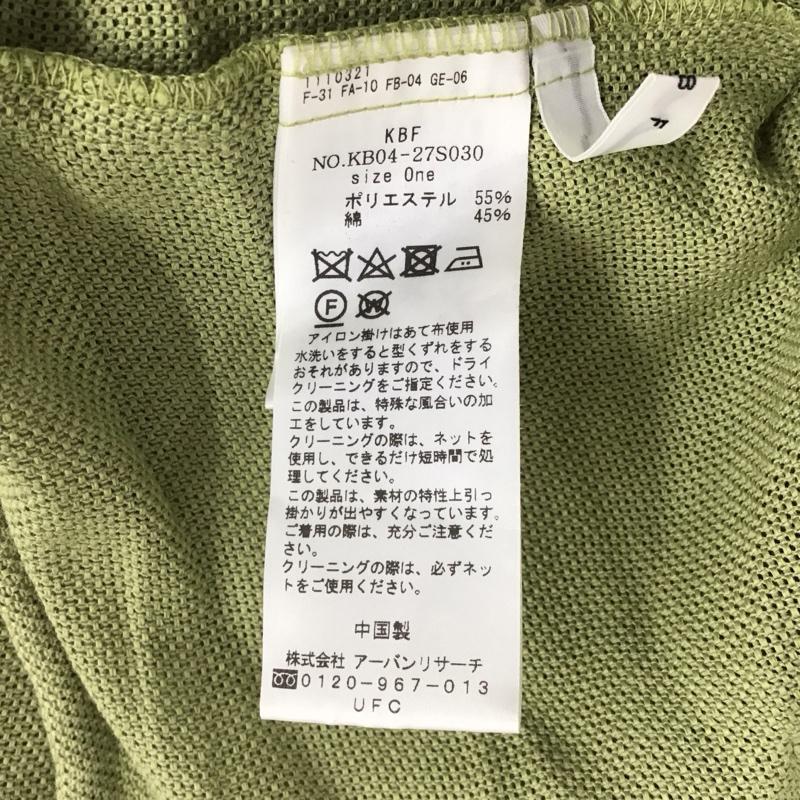 1110321
F-31 FA-10 FB-04 GE-06
KBF
NO.KB04-27S030
size One
ポリエステル 55%
綿 45%
F
W
アイロン掛けはあて布使用
水洗いをすると型くずれをする
おそれがありますので、ドライ
クリーニングをご指定ください。
この製品は、特殊な風合いの加
工をしています。
クリーニングの際は、ネットを
使用し、できるだけ短時間で処
理してください。
この製品は、素材の特性上引っ
掛かりが出やすくなっています。
ご着用の際は、充分ご注意くだ
さい。
クリーニングの際は、必ずネッ
トをご使用ください。
中国製
株式会社 アーバンリサーチ
0120-967-013
UFC
B F